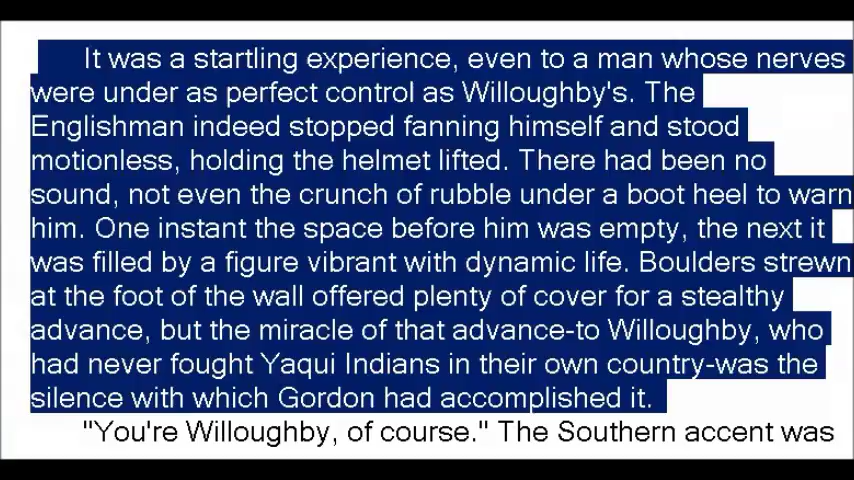 It was a startling experience, even to a man whose nerves
were under as perfect control as Willoughby's. The
Englishman indeed stopped fanning himself and stood
motionless, holding the helmet lifted. There had been no
sound, not even the crunch of rubble under a boot heel to warn
him. One instant the space before him was empty, the next it
was filled by a figure vibrant with dynamic life. Boulders strewn
at the foot of the wall offered plenty of cover for a stealthy
advance, but the miracle of that advance-to Willoughby, who
had never fought Yaqui Indians in their own country-was the
silence with which Gordon had accomplished it.
"You're Willoughby, of course." The Southern accent was